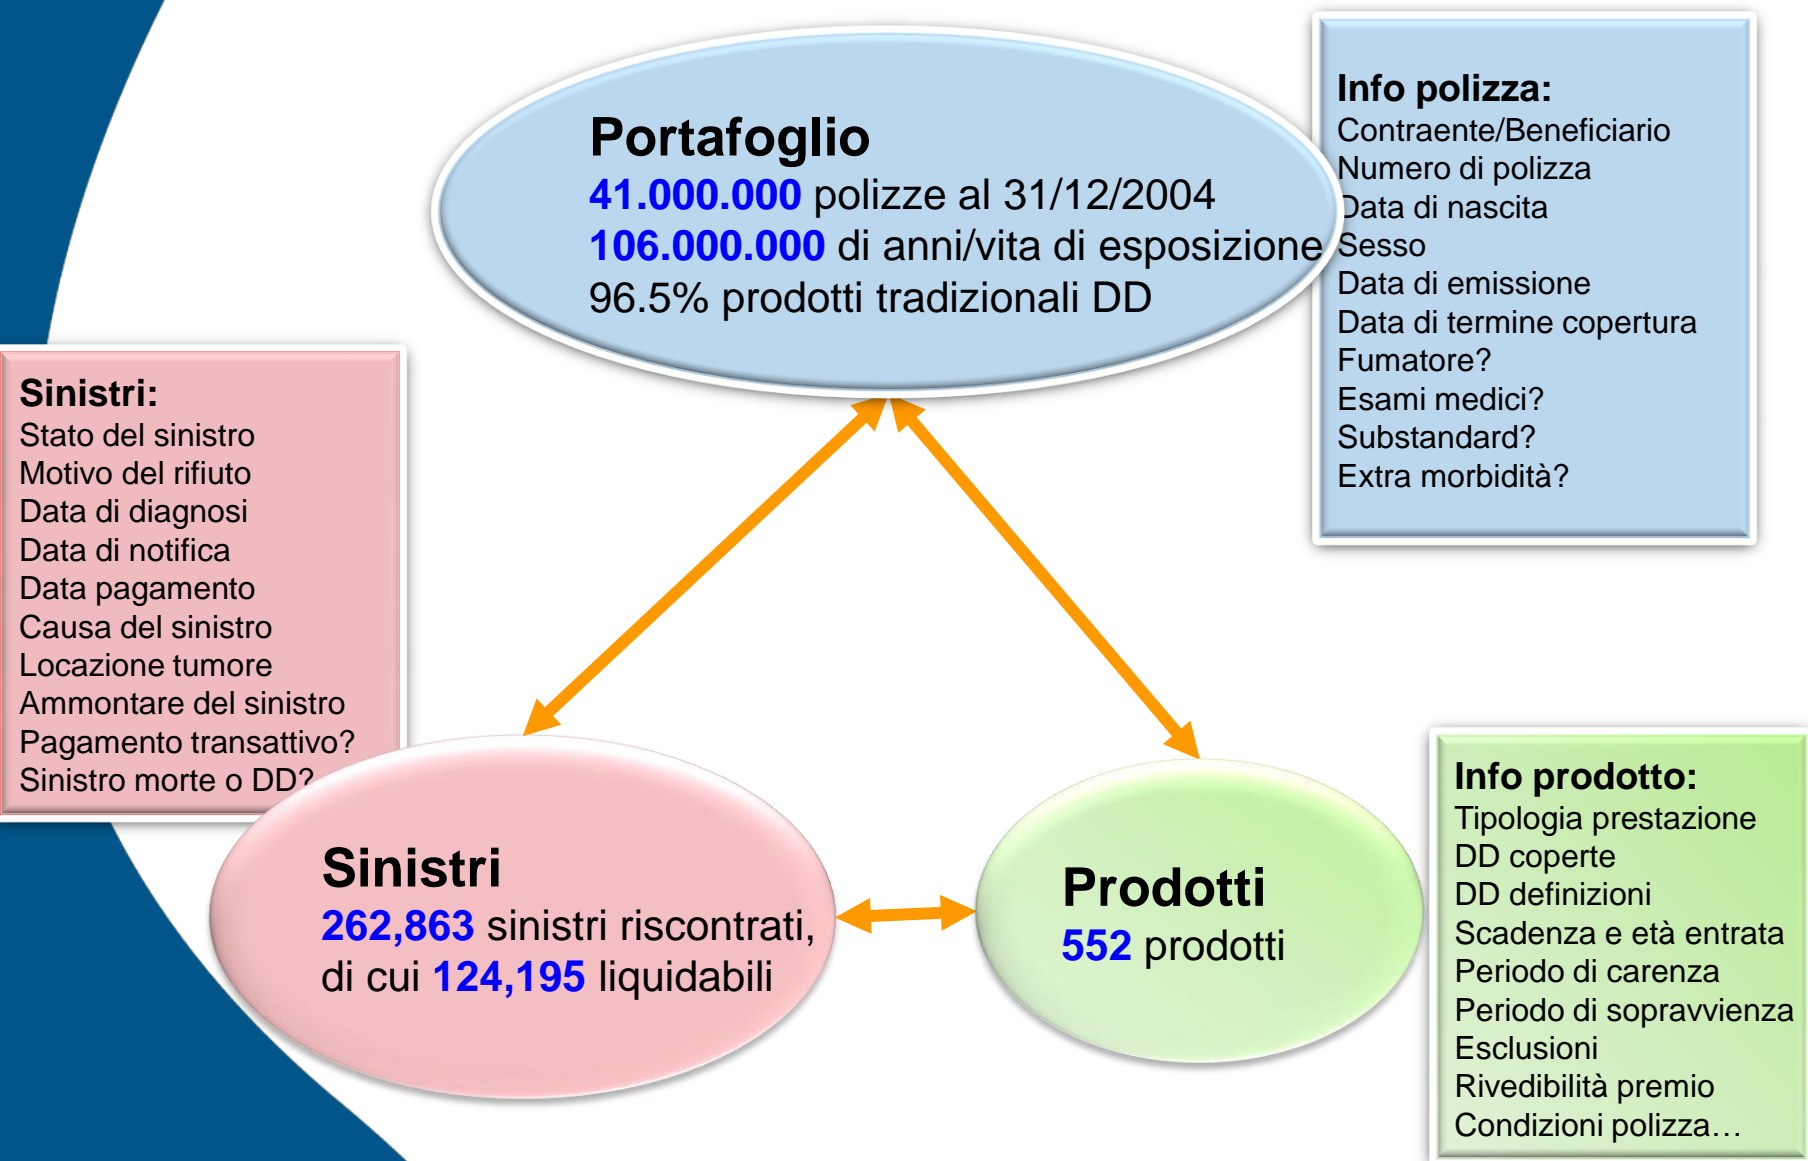 Portafoglio
41.000.000 polizze al 31/12/2004
106.000.000 di anni/vita di esposizione
96.5% prodotti tradizionali DD
Info polizza:
Contraente/Beneficiario
Numero di polizza
Data di nascita
Sesso
Data di emissione
Data di termine copertura
Fumatore?
Esami medici?
Substandard?
Extra morbidità?
Sinistri:
Stato del sinistro
Motivo del rifiuto
Data di diagnosi
Data di notifica
Data pagamento
Causa del sinistro
Locazione tumore
Ammontare del sinistro
Pagamento transattivo?
Sinistro morte o DD?
Sinistri
262,863 sinistri riscontrati,
di cui 124,195 liquidabili
Prodotti
552 prodotti
Info prodotto:
Tipologia prestazione
DD coperte
DD definizioni
Scadenza e età entrata
Periodo di carenza
Periodo di sopravvienza
Esclusioni
Rivedibilità premio
Condizioni polizza…